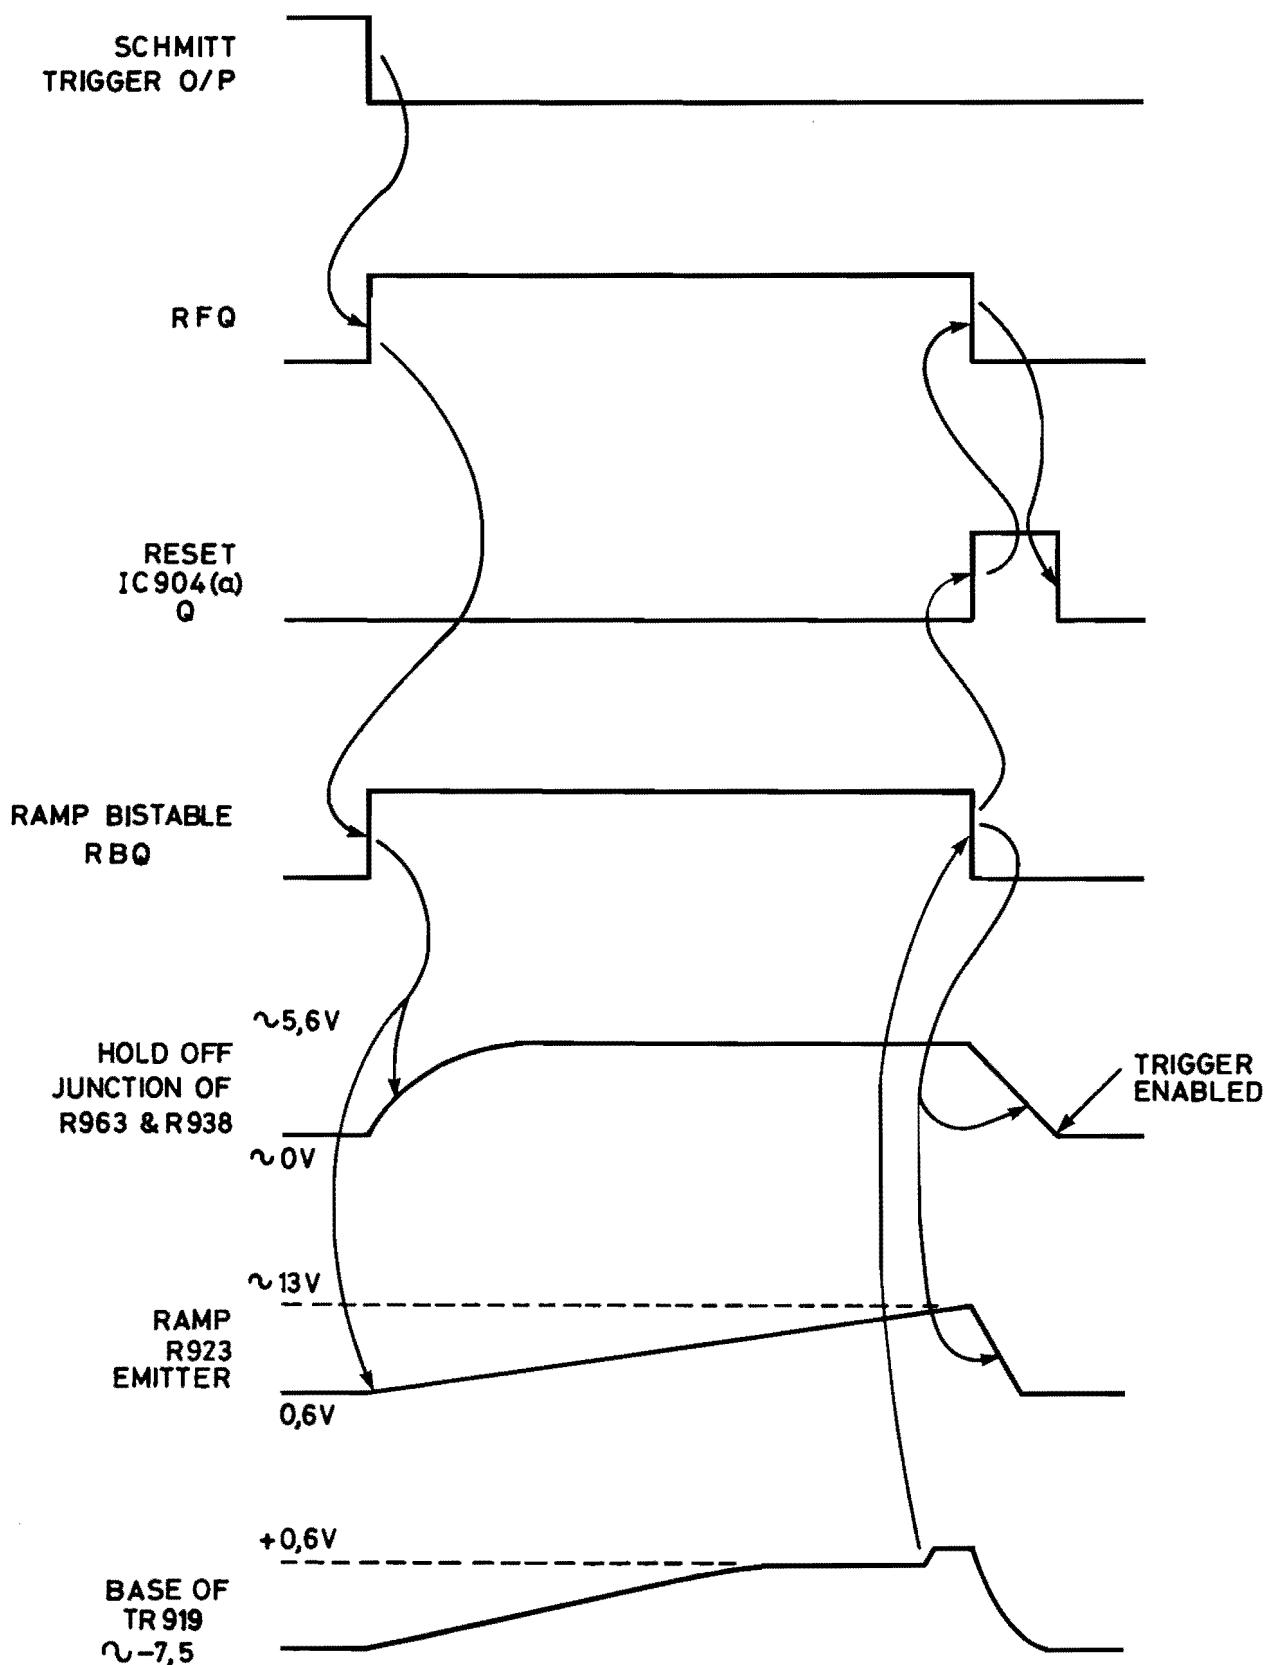 SCHMITT
TRIGGER O/P
RFQ
RESET
IC904(a)
Q
RAMP BISTABLE
RBQ
~5,6V
HOLD OFF
JUNCTION OF
R963 & R938
~0V
TRIGGER
ENABLED
~13V
RAMP
R923
EMITTER
0,6V
+0,6V
BASE OF
TR919
~-7,5